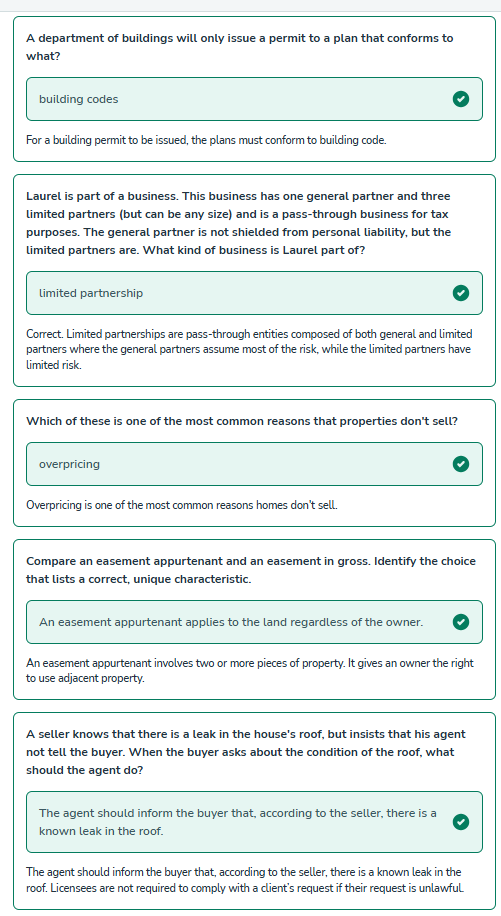 A department of buildings will only issue a permit to a plan that conforms to
what?
building codes
For a building permit to be issued, the plans must conform to building code.
Laurel is part of a business. This business has one general partner and three
limited partners (but can be any size) and is a pass-through business for tax
purposes. The general partner is not shielded from personal liability, but the
limited partners are. What kind of business is Laurel part of?
limited partnership
Correct. Limited partnerships are pass-through entities composed of both general and limited
partners where the general partners assume most of the risk, while the limited partners have
limited risk.
Which of these is one of the most common reasons that properties don't sell?
overpricing
Overpricing is one of the most common reasons homes don't sell.
Compare an easement appurtenant and an easement in gross. Identify the choice
that lists a correct, unique characteristic.
An easement appurtenant applies to the land regardless of the owner.
An easement appurtenant involves two or more pieces of property. It gives an owner the right
to use adjacent property.
A seller knows that there is a leak in the house's roof, but insists that his agent
not tell the buyer. When the buyer asks about the condition of the roof, what
should the agent do?
The agent should inform the buyer that, according to the seller, there is a
known leak in the roof.
The agent should inform the buyer that, according to the seller, there is a known leak in the
roof. Licensees are not required to comply with a client's request if their request is unlawful.